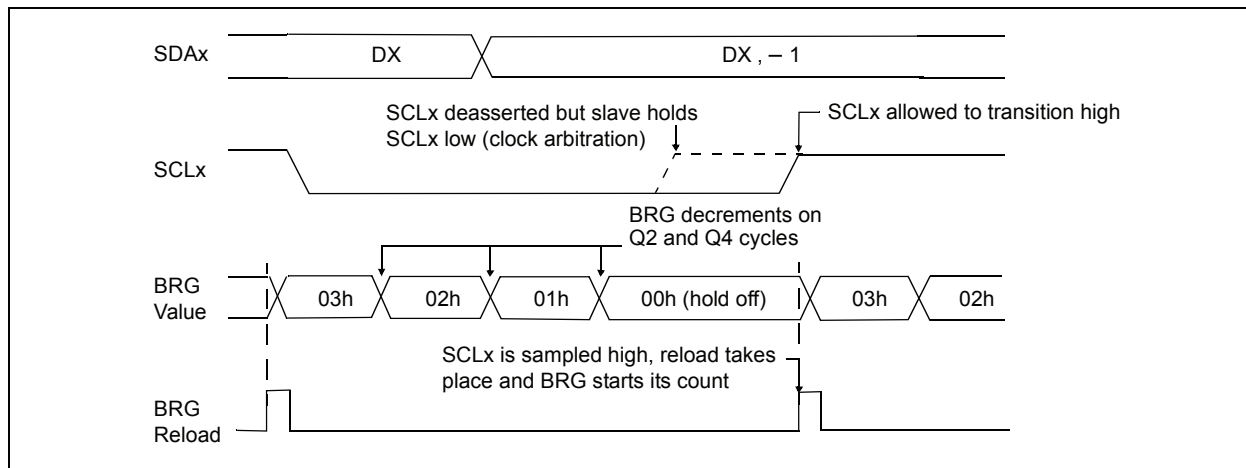 SDAx
DX
DX , – 1
SCLx deasserted but slave holds
SCLx low (clock arbitration)
SCLx allowed to transition high
SCLx
BRG decrements on
Q2 and Q4 cycles
BRG
Value
03h
02h
01h
00h (hold off)
03h
02h
SCLx is sampled high, reload takes
place and BRG starts its count
BRG
Reload